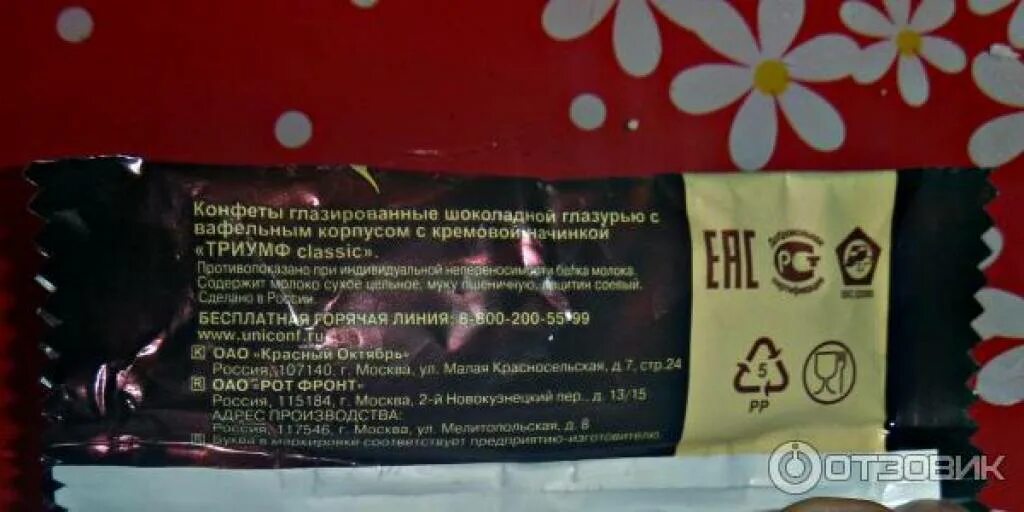 Конфеты глазированные шоколадной глазурью с
вафельным корпусом с кремовой начинкой
«ТРИУМФ classic».
Противопоказано при индивидуальной непереносимости белка молока.
Содержит молоко сухое цельное, муку пшеничную, лецитин соевый.
Сделано в России.
БЕСПЛАТНАЯ ГОРЯЧАЯ ЛИНИЯ: 8-800-200-55-99
www.uniconf.ru
К ОАО «Красный Октябрь»
Россия, 107140, г. Москва, ул. Малая Красносельская, д.7, стр.24
R ОАО "РОТ ФРОНТ"
Россия, 115184, г. Москва, 2-й Новокузнецкий пер., д. 13/15
АДРЕС ПРОИЗВОДСТВА:
Россия, 117546, г. Москва, ул. Мелитопольская, д. 8
Буква в маркировке соответствует предприятию-изготовителю.
EAC
РСТ
5
PP
ОТЗОВИК